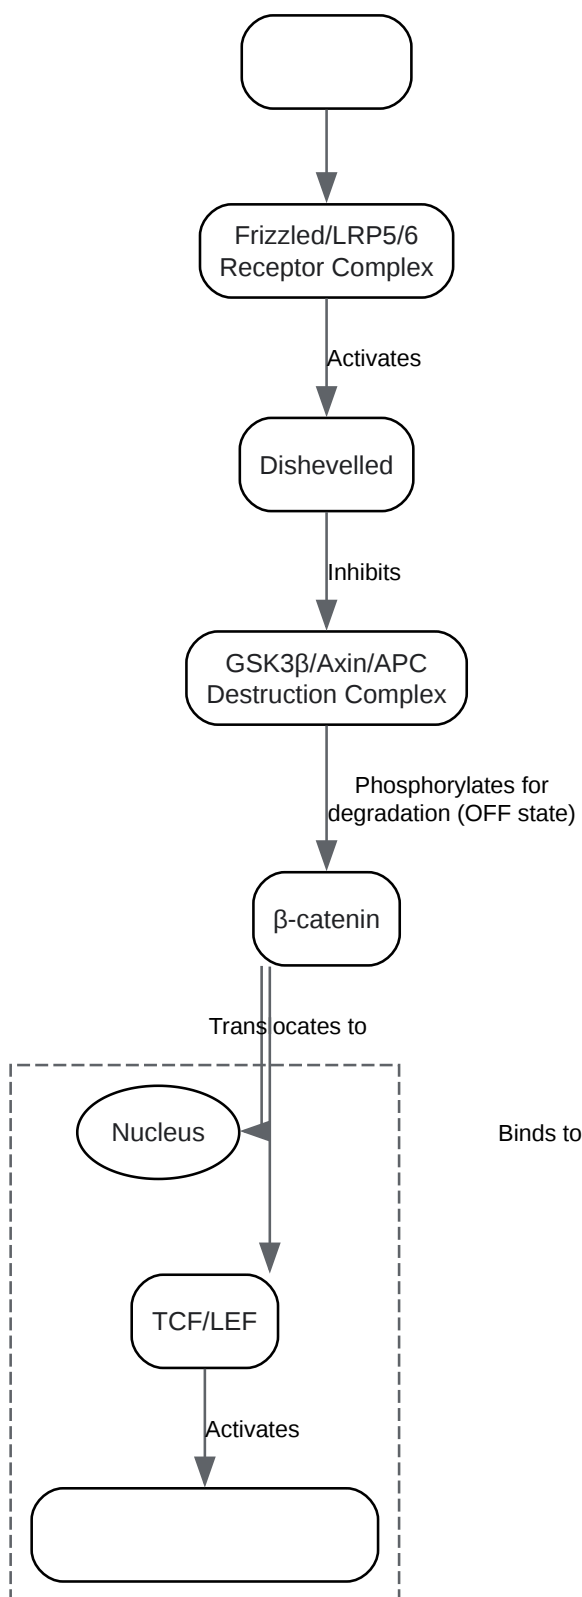 Frizzled/LRP5/6
Receptor Complex
Activates
Dishevelled
Inhibits
GSK3β/Axin/APC
Destruction Complex
Phosphorylates for
degradation (OFF state)
β-catenin
Translocates to
Nucleus
Binds to
TCF/LEF
Activates